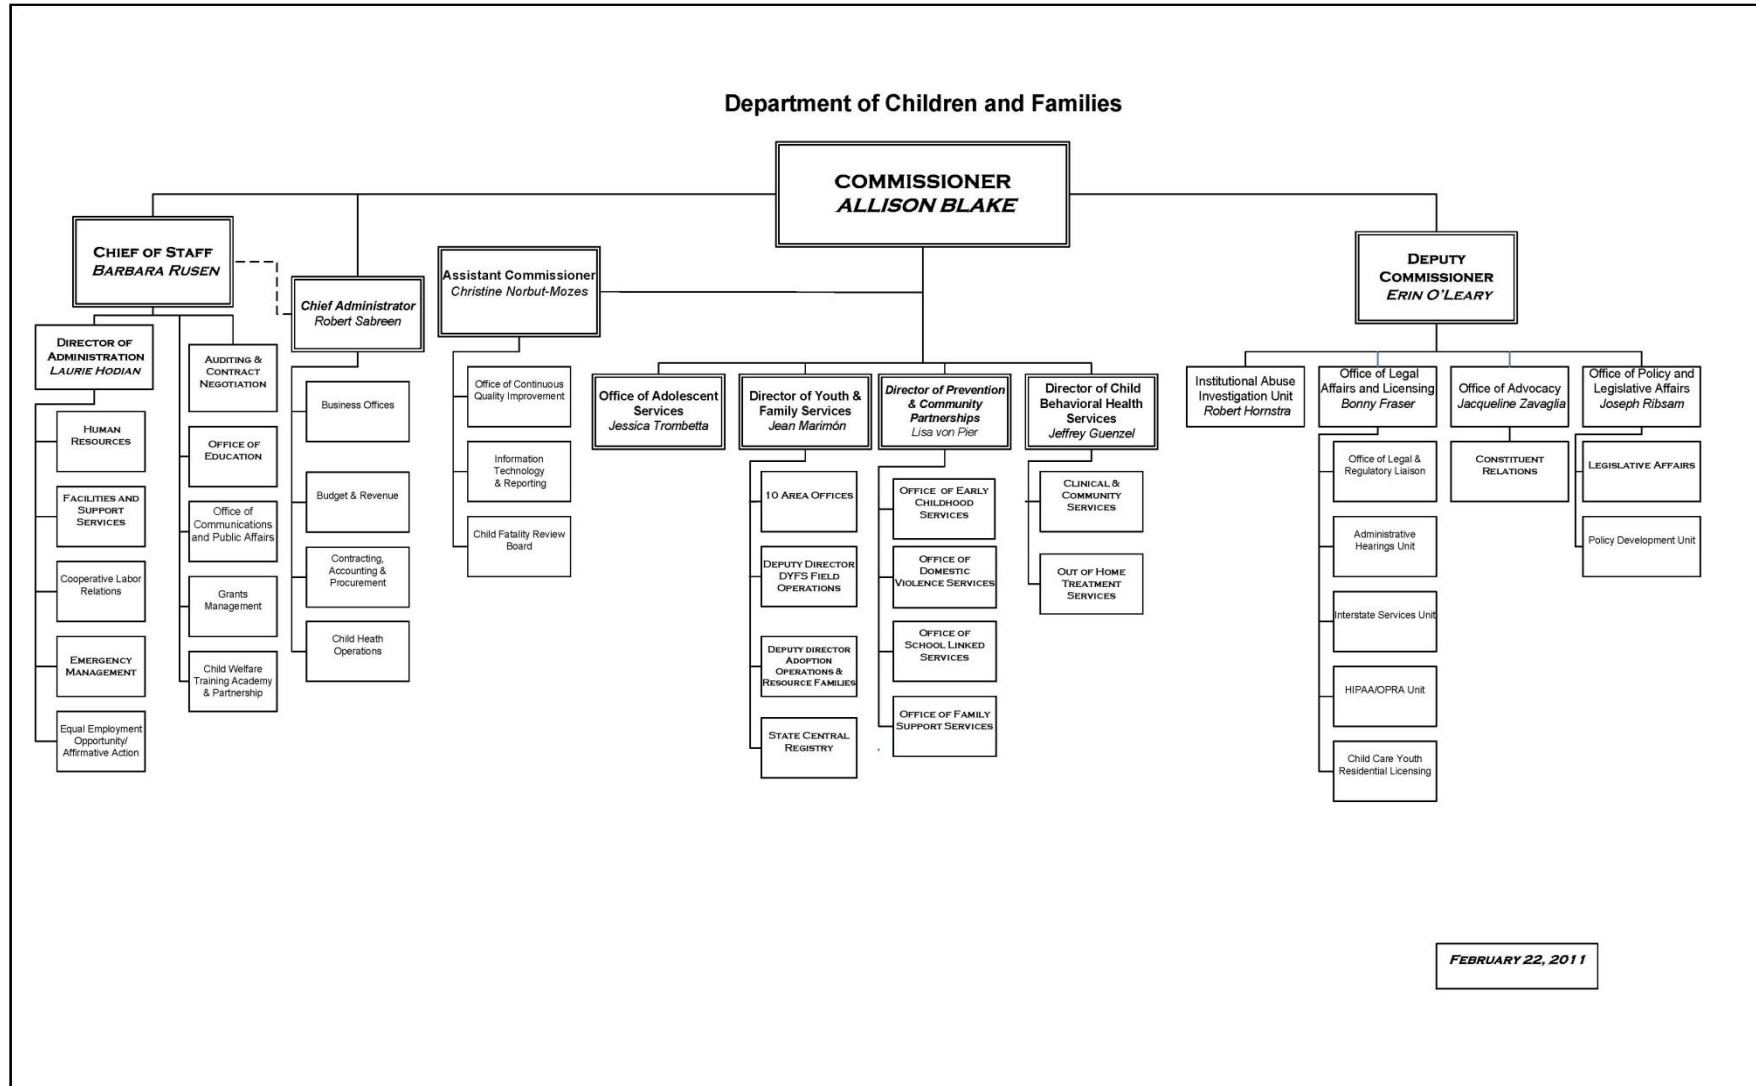 Department of Children and Families
COMMISSIONER
ALLISON BLAKE
CHIEF OF STAFF
BARBARA RUSEN
Chief Administrator
Robert Sabreen
Assistant Commissioner
Christine Norbut-Mozes
DEPUTY
COMMISSIONER
ERIN O'LEARY
DIRECTOR OF
ADMINISTRATION
LAURIE HODIAN
HUMAN
RESOURCES
FACILITIES AND
SUPPORT
SERVICES
Cooperative Labor
Relations
EMERGENCY
MANAGEMENT
Equal Employment
Opportunity/
Affirmative Action
AUDITING &
CONTRACT
NEGOTIATION
OFFICE OF
EDUCATION
Office of
Communications
and Public Affairs
Grants
Management
Child Welfare
Training Academy
& Partnership
Business Offices
Budget & Revenue
Contracting,
Accounting &
Procurement
Child Heath
Operations
Office of Continuous
Quality Improvement
Information
Technology
& Reporting
Child Fatality Review
Board
Office of Adolescent
Services
Jessica Trombetta
Director of Youth &
Family Services
Jean Marimón
10 AREA OFFICES
DEPUTY DIRECTOR
DYFS FIELD
OPERATIONS
DEPUTY DIRECTOR
ADOPTION
OPERATIONS &
RESOURCE FAMILIES
STATE CENTRAL
REGISTRY
Director of Prevention
& Community
Partnerships
Lisa von Pier
OFFICE OF EARLY
CHILDHOOD
SERVICES
OFFICE OF
DOMESTIC
VIOLENCE SERVICES
OFFICE OF
SCHOOL LINKED
SERVICES
OFFICE OF FAMILY
SUPPORT SERVICES
Director of Child
Behavioral Health
Services
Jeffrey Guenzel
CLINICAL &
COMMUNITY
SERVICES
OUT OF HOME
TREATMENT
SERVICES
Institutional Abuse
Investigation Unit
Robert Hornstra
Office of Legal
Affairs and Licensing
Bonny Fraser
Office of Legal &
Regulatory Liaison
Administrative
Hearings Unit
Interstate Services Unit
HIPAA/OPRA Unit
Child Care Youth
Residential Licensing
Office of Advocacy
Jacqueline Zavaglia
CONSTITUENT
RELATIONS
Office of Policy and
Legislative Affairs
Joseph Ribsam
LEGISLATIVE AFFAIRS
Policy Development Unit
FEBRUARY 22, 2011